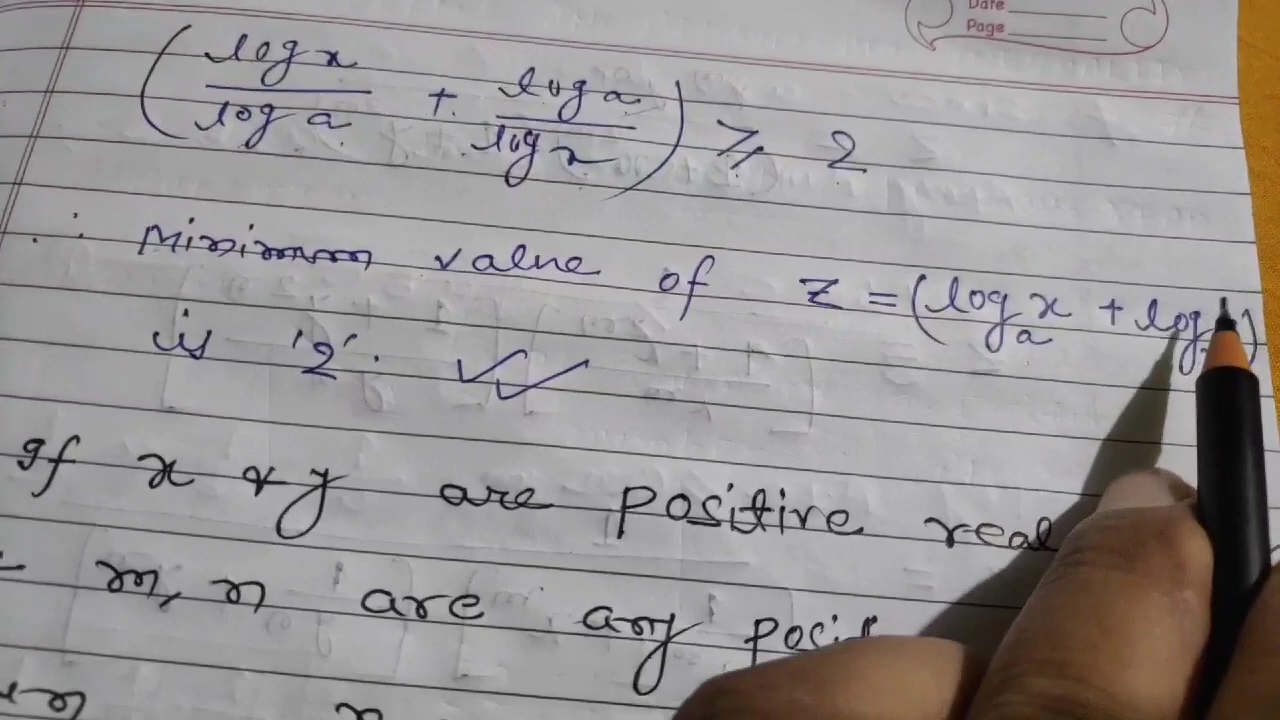 Date
Page
(log x / log a + log a / log x) ≥ 2
∴ Minimum value of z = (log_a x + log
is '2'.
If x & y are positive real
m, n are any posit